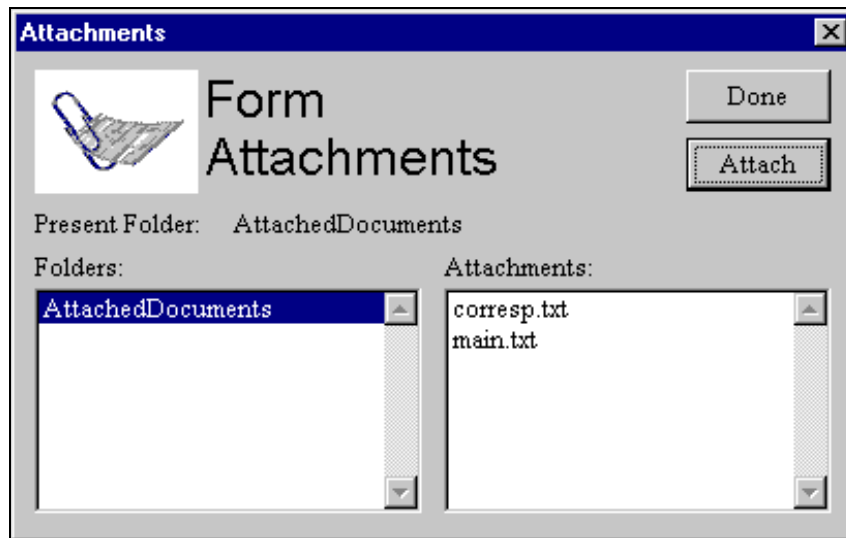 Attachments
Form
Attachments
Done
Attach
Present Folder: AttachedDocuments
Folders:
Attachments:
AttachedDocuments
corresp.txt
main.txt